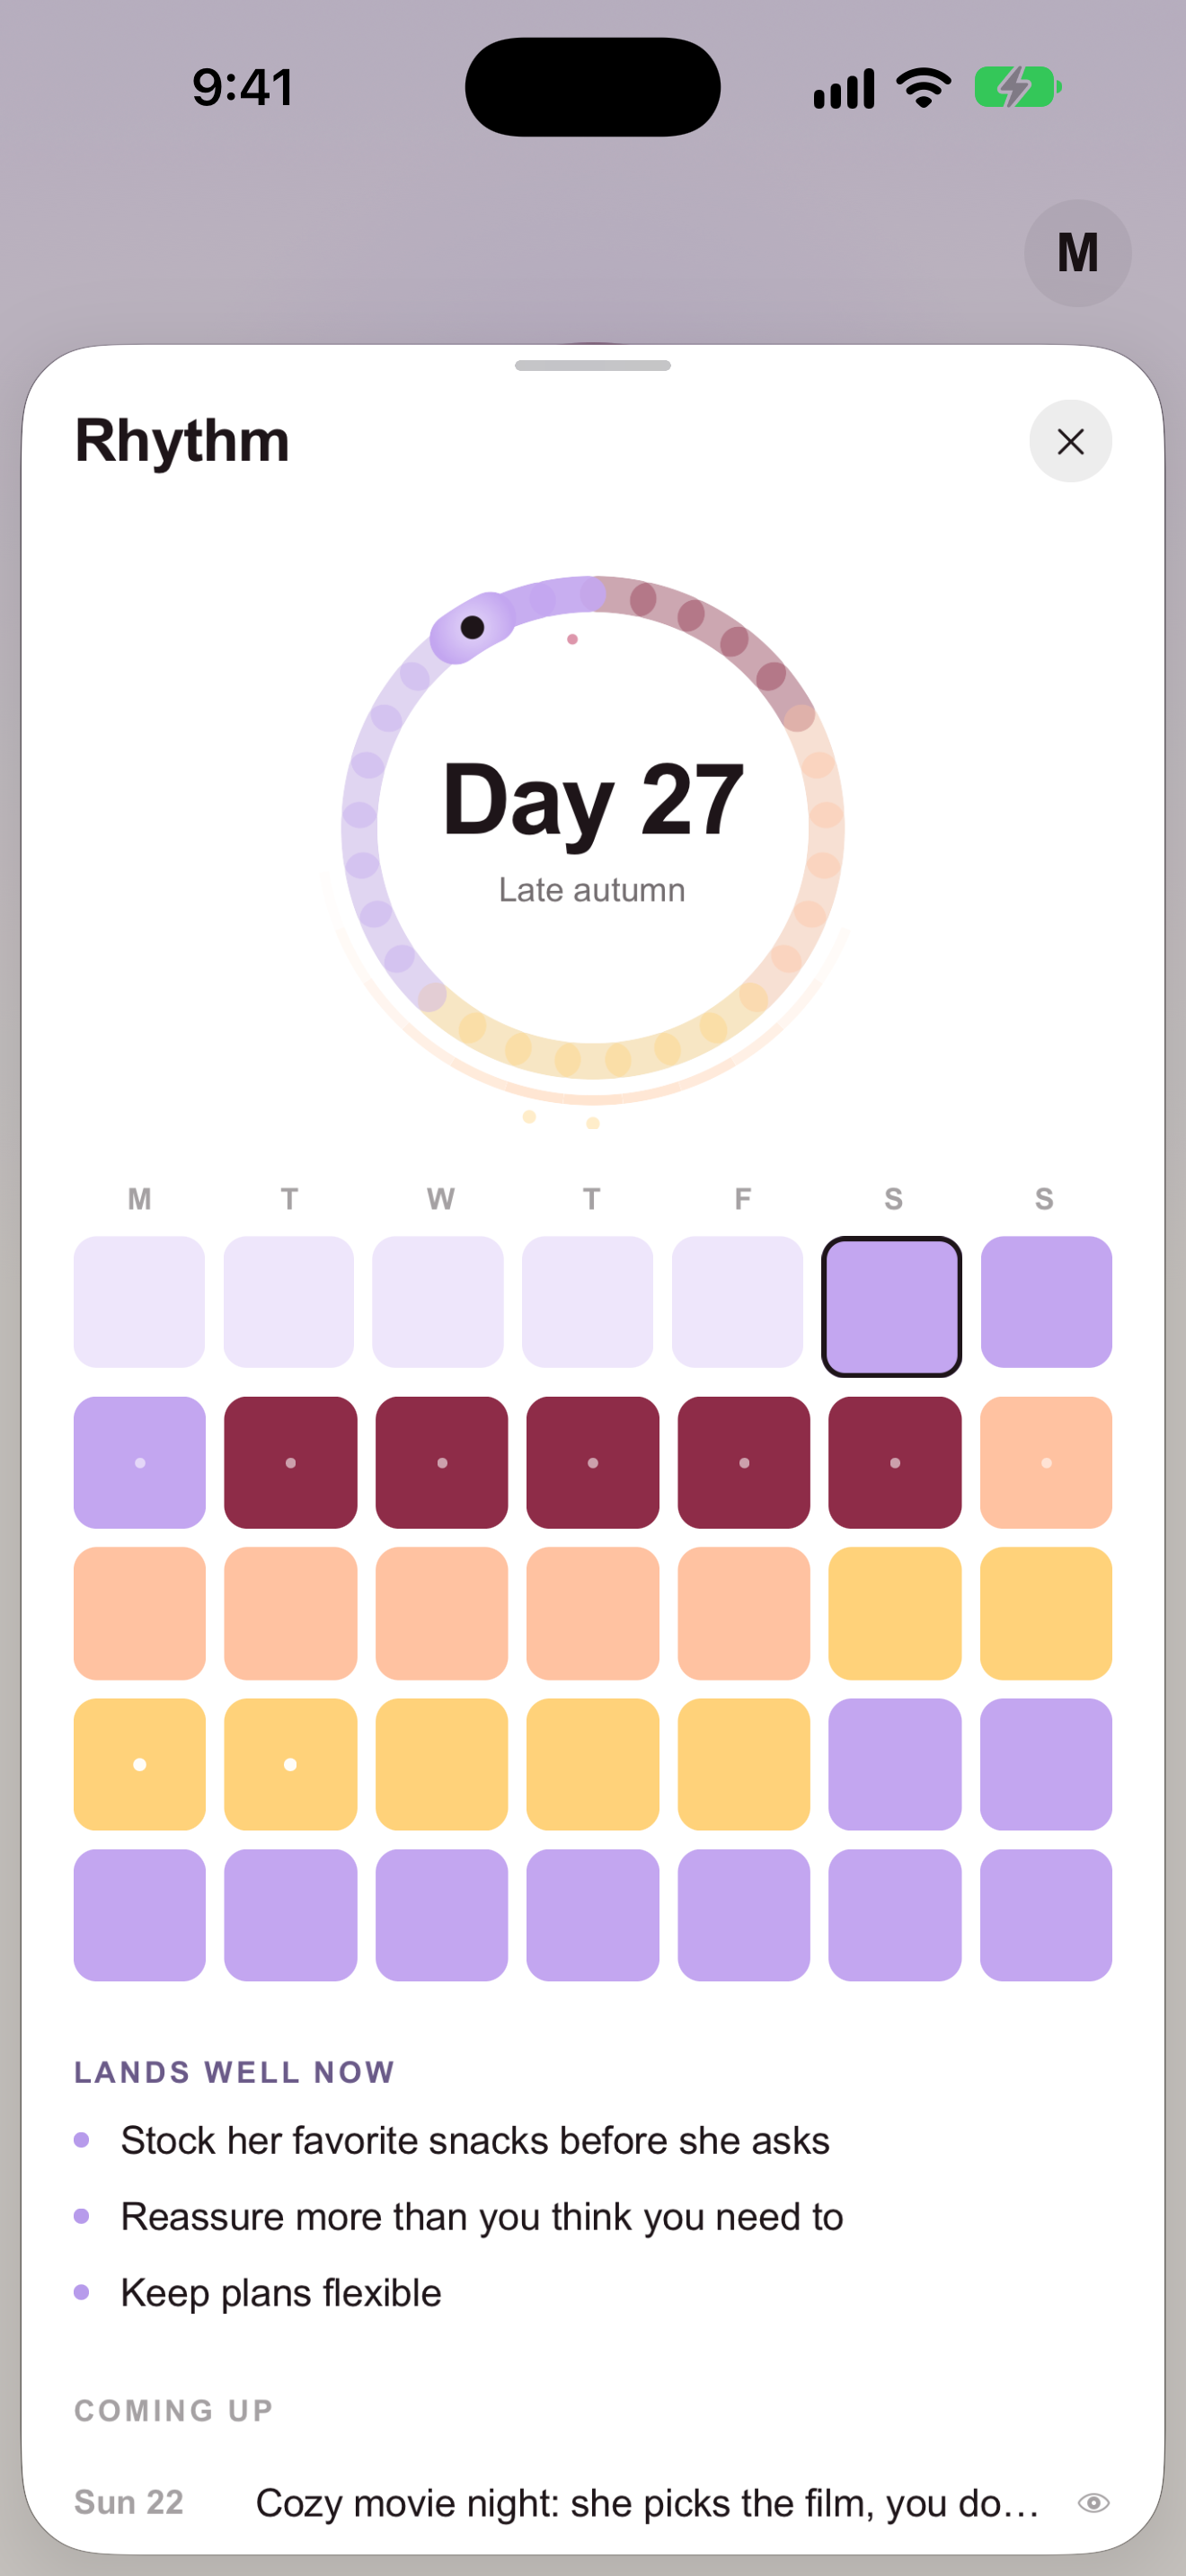 9:41
M
Rhythm
Day 27
Late autumn
M T W T F S S
LANDS WELL NOW
Stock her favorite snacks before she asks
Reassure more than you think you need to
Keep plans flexible
COMING UP
Sun 22 Cozy movie night: she picks the film, you do…